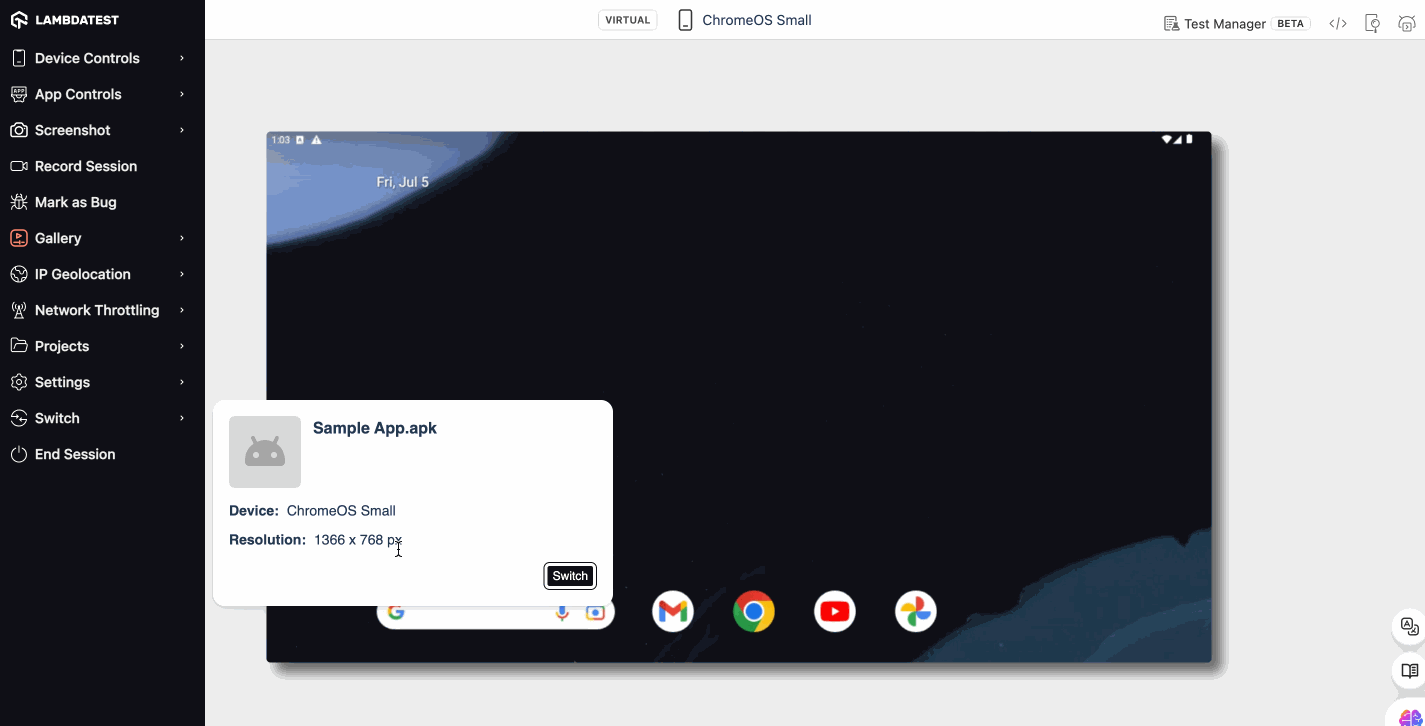 LAMBDATEST
Device Controls
App Controls
Screenshot
Record Session
Mark as Bug
Gallery
IP Geolocation
Network Throttling
Projects
Settings
Switch
End Session
VIRTUAL
ChromeOS Small
Test Manager BETA
1:03
Fri, Jul 5
Sample App.apk
Device: ChromeOS Small
Resolution: 1366 x 768 px
Switch